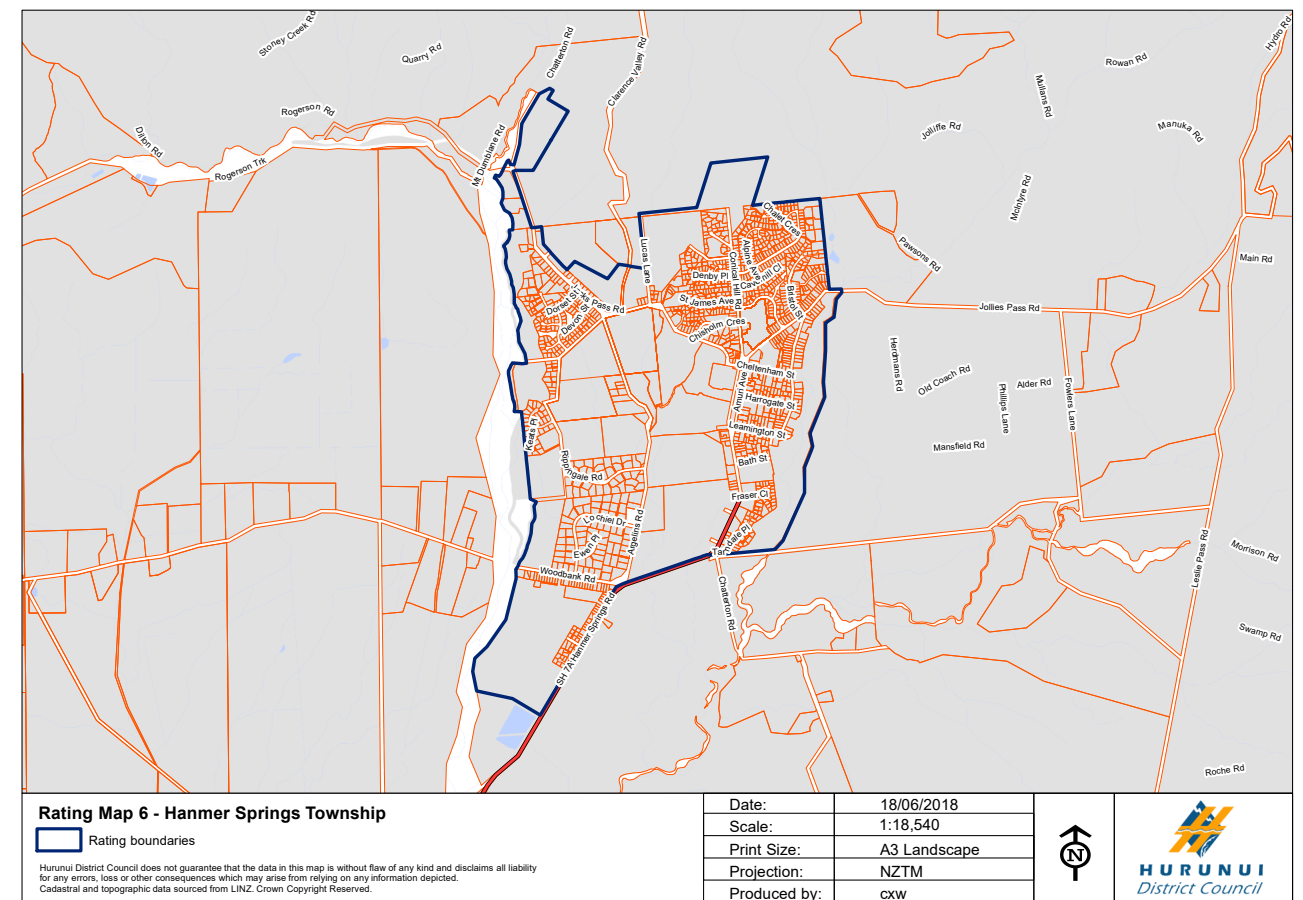 Stoney Creek Rd
Quarry Rd
Chatterton Rd
Clarence Valley Rd
Hydro Rd
Rowan Rd
Mullans Rd
Rogerson Rd
Jolliffe Rd
Manuka Rd
Dillon Rd
Mt Dumblane Rd
Rogerson Trk
McIntyre Rd
Chalet Cres
Lucas Lane
Alpine Ave
Conical Hill Rd
Pawsons Rd
Main Rd
Denby Pl
Bristol St
St James Ave
Dorset St
Devon St
Jollies Pass Rd
Chisholm Cres
Herdmans Rd
Cheltenham St
Old Coach Rd
Alder Rd
Phillips Lane
Fowlers Lane
Amuri Ave
Harrogate St
Keats Pl
Leamington St
Mansfield Rd
Bath St
Rippingale Rd
Fraser Cl
Lochiel Dr
Argelins Rd
Ewen Pl
Leslie Pass Rd
Morrison Rd
Woodbank Rd
Chatterton Rd
SH 7A Hanmer Springs Rd
Swamp Rd
Roche Rd
Rating Map 6 - Hanmer Springs Township
Rating boundaries
Hurunui District Council does not guarantee that the data in this map is without flaw of any kind and disclaims all liability
for any errors, loss or other consequences which may arise from relying on any information depicted.
Cadastral and topographic data sourced from LINZ. Crown Copyright Reserved.
Date: 18/06/2018
Scale: 1:18,540
Print Size: A3 Landscape
Projection: NZTM
Produced by: cxw
N
HURUNUI
District Council